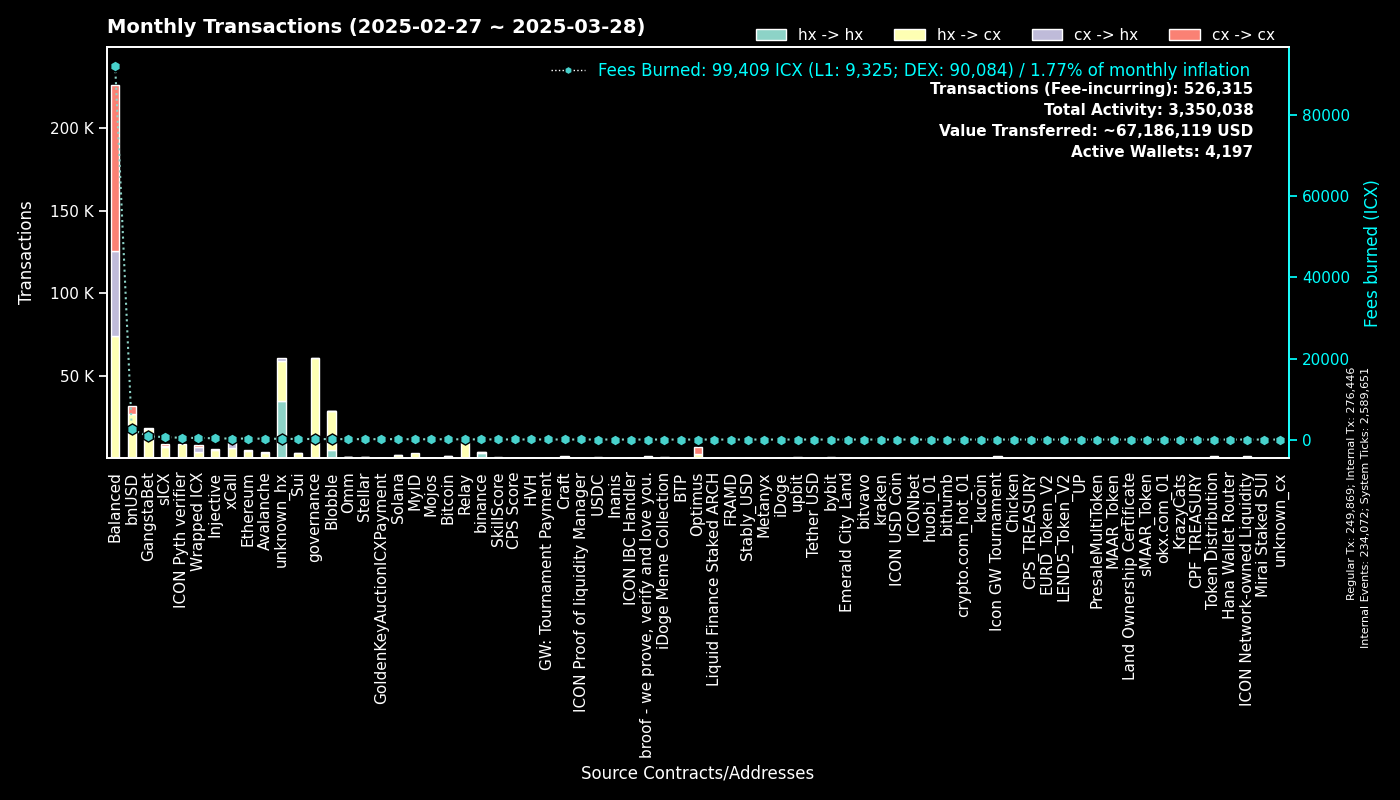 Monthly Transactions (2025-02-27 ~ 2025-03-28)
hx -> hx
hx -> cx
cx -> hx
cx -> cx
Fees Burned: 99,409 ICX (L1: 9,325; DEX: 90,084) / 1.77% of monthly inflation
Transactions (Fee-incurring): 526,315
Total Activity: 3,350,038
Value Transferred: ~67,186,119 USD
Active Wallets: 4,197
Transactions
200 K
150 K
100 K
50 K
80000
60000
40000
20000
0
Fees burned (ICX)
Regular Tx: 249,869; Internal Tx: 276,446
Internal Events: 234,072; System Ticks: 2,589,651
Balanced
bnUSD
GangstaBet
sICX
ICON Pyth verifier
Wrapped ICX
Injective
xCall
Ethereum
Avalanche
unknown_hx
Sui
governance
Blobble
Omm
Stellar
GoldenKeyAuctionICXPayment
Solana
MyID
Mojos
Bitcoin
Relay
binance
SkillScore
CPS Score
HVH
GW: Tournament Payment
Craft
ICON Proof of liquidity Manager
USDC
Inanis
ICON IBC Handler
broof - we prove, verify and love you.
iDoge Meme Collection
BTP
Optimus
Liquid Finance Staked ARCH
FRAMD
Stably_USD
Metanyx
iDoge
upbit
Tether_USD
bybit
Emerald City Land
bitvavo
kraken
ICON USD Coin
ICONbet
huobi_01
bithumb
crypto.com_hot_01
kucoin
Icon GW Tournament
Chicken
CPS_TREASURY
EURD_Token_V2
LEND5_Token_V2
UP
PresaleMultiToken
MAAR_Token
Land Ownership Certificate
sMAAR_Token
okx.com_01
KrazyCats
CPF_TREASURY
Token Distribution
Hana Wallet Router
ICON Network-owned Liquidity
Mirai Staked SUI
unknown_cx
Source Contracts/Addresses